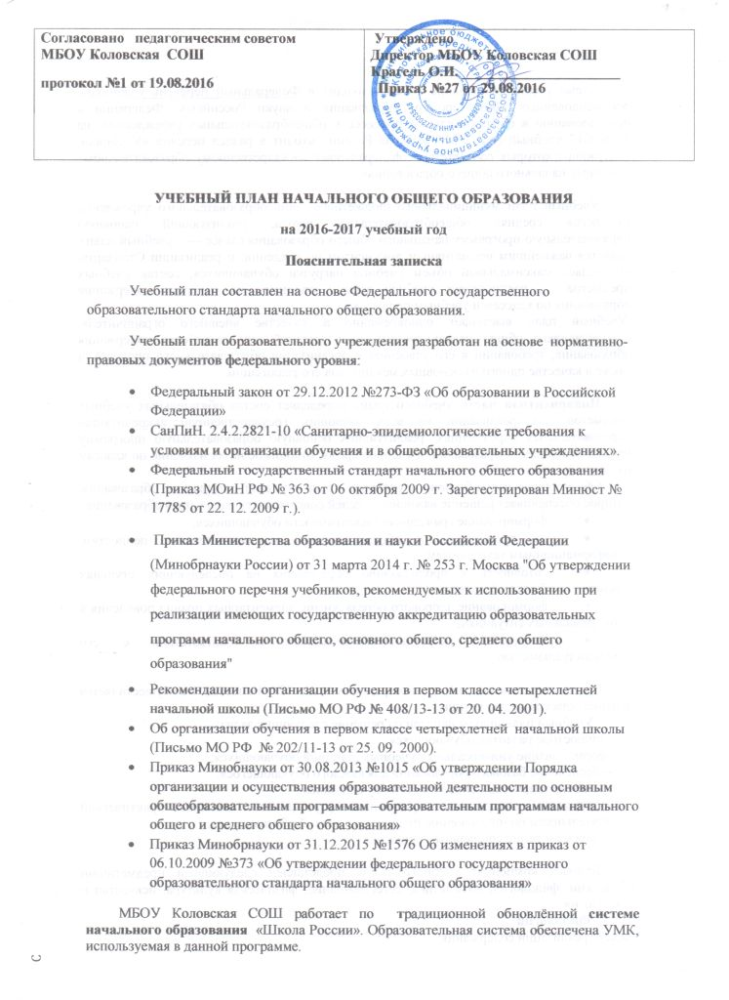 Согласовано педагогическим советом
МБОУ Коловская СОШ
протокол №1 от 19.08.2016
Утверждено
Директор МБОУ Коловская СОШ
Крагель О.И.
Приказ №27 от 29.08.2016
УЧЕБНЫЙ ПЛАН НАЧАЛЬНОГО ОБЩЕГО ОБРАЗОВАНИЯ
на 2016-2017 учебный год
Пояснительная записка
Учебный план составлен на основе Федерального государственного
образовательного стандарта начального общего образования.
Учебный план образовательного учреждения разработан на основе нормативно-
правовых документов федерального уровня:
• Федеральный закон от 29.12.2012 №273-ФЗ «Об образовании в Российской
Федерации»
• СанПиН. 2.4.2.2821-10 «Санитарно-эпидемиологические требования к
условиям и организации обучения и в общеобразовательных учреждениях».
• Федеральный государственный стандарт начального общего образования
(Приказ МОиН РФ № 363 от 06 октября 2009 г. Зарегестрирован Минюст №
17785 от 22. 12. 2009 г.).
• Приказ Министерства образования и науки Российской Федерации
(Минобрнауки России) от 31 марта 2014 г. № 253 г. Москва "Об утверждении
федерального перечня учебников, рекомендуемых к использованию при
реализации имеющих государственную аккредитацию образовательных
программ начального общего, основного общего, среднего общего
образования"
• Рекомендации по организации обучения в первом классе четырехлетней
начальной школы (Письмо МО РФ № 408/13-13 от 20. 04. 2001).
• Об организации обучения в первом классе четырехлетней начальной школы
(Письмо МО РФ № 202/11-13 от 25. 09. 2000).
• Приказ Минобнауки от 30.08.2013 №1015 «Об утверждении Порядка
организации и осуществления образовательной деятельности по основным
общеобразовательным программам –образовательным программам начального
общего и среднего общего образования»
• Приказ Минобрнауки от 31.12.2015 №1576 Об изменениях в приказ от
06.10.2009 №373 «Об утверждении федерального государственного
образовательного стандарта начального общего образования»
МБОУ Коловская СОШ работает по традиционной обновлённой системе
начального образования «Школа России». Образовательная система обеспечена УМК,
используемая в данной программе.
С